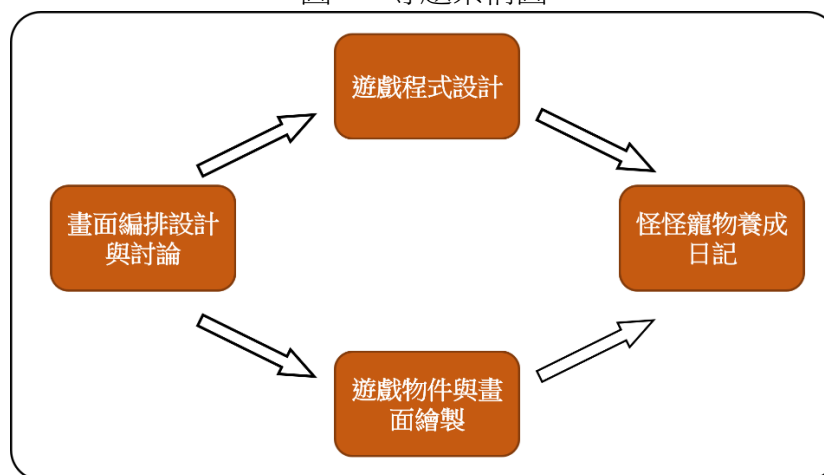 遊戲程式設計
畫面編排設計
與討論
怪怪寵物養成
日記
遊戲物件與畫
面繪製